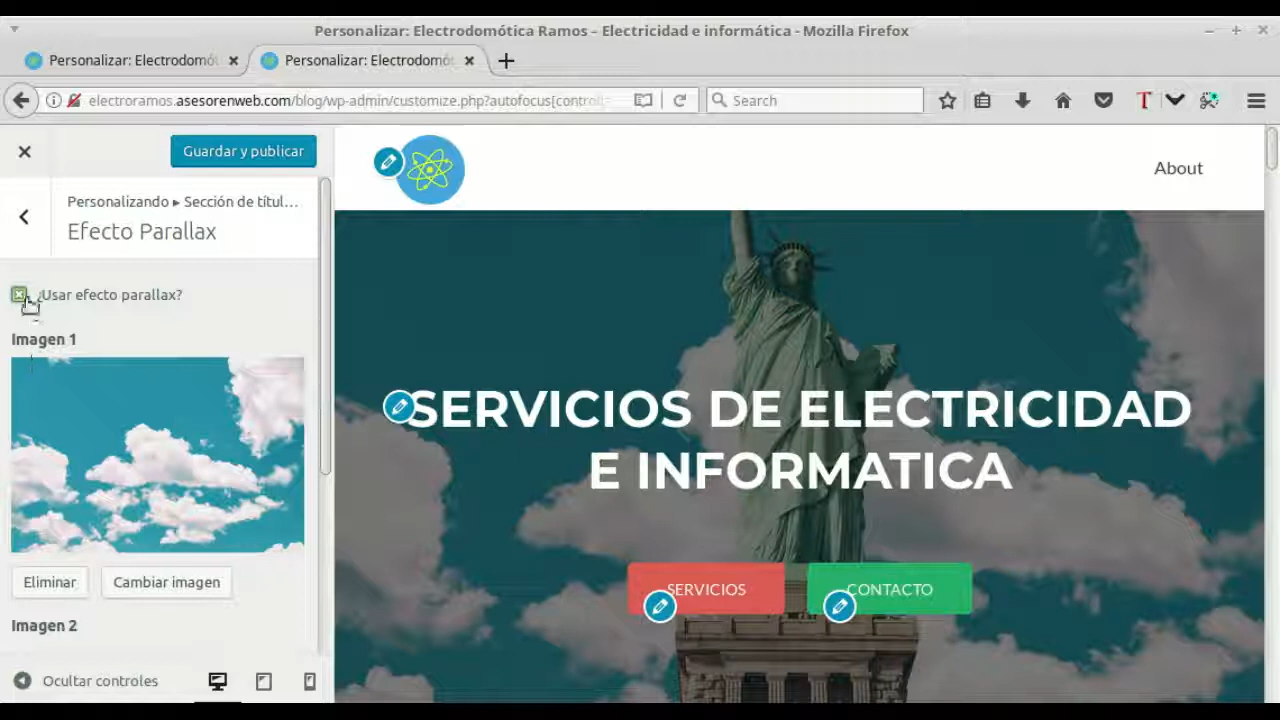 Personalizar: Electrodomótica Ramos – Electricidad e informática - Mozilla Firefox
Personalizar: Electrodomó
Personalizar: Electrodomó
electroramos.asesorenweb.com/blog/wp-admin/customize.php?autofocus[control
Search
Guardar y publicar
Personalizando ▸ Sección de títul...
Efecto Parallax
¿Usar efecto parallax?
Imagen 1
Eliminar
Cambiar imagen
Imagen 2
Ocultar controles
About
SERVICIOS DE ELECTRICIDAD
E INFORMATICA
SERVICIOS
CONTACTO